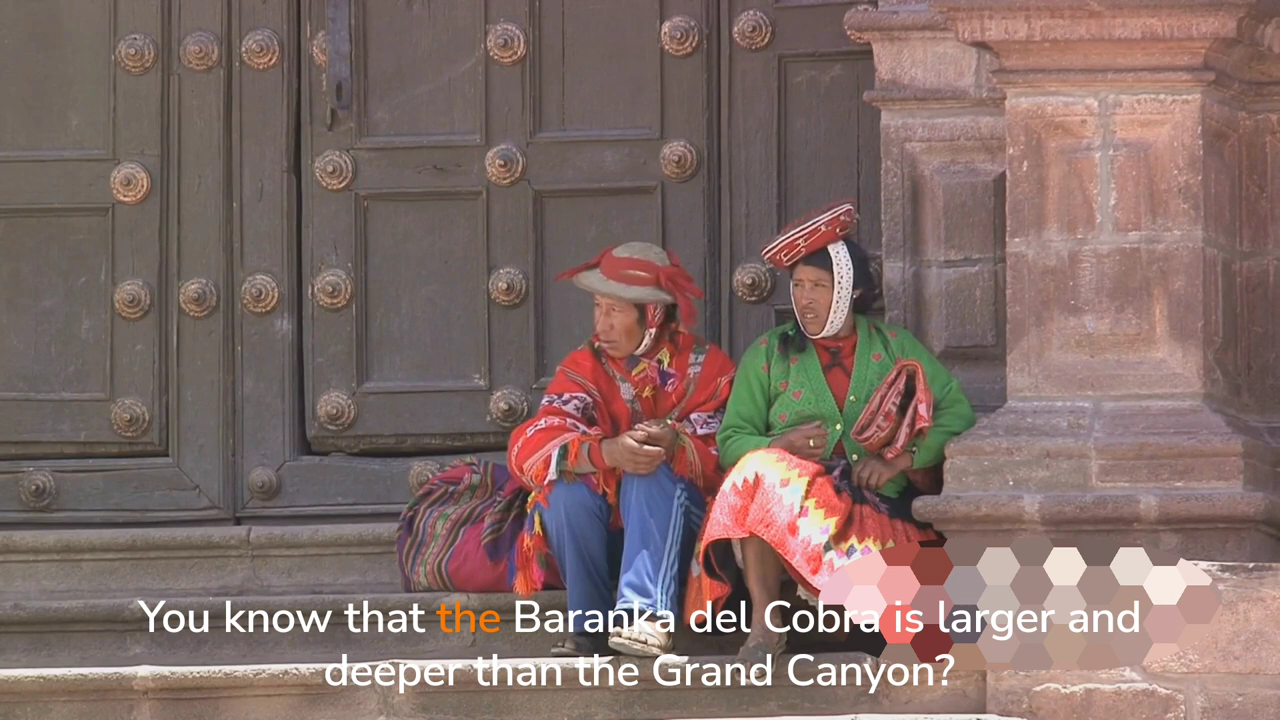 You know that the Baranka del Cobra is larger and
deeper than the Grand Canyon?